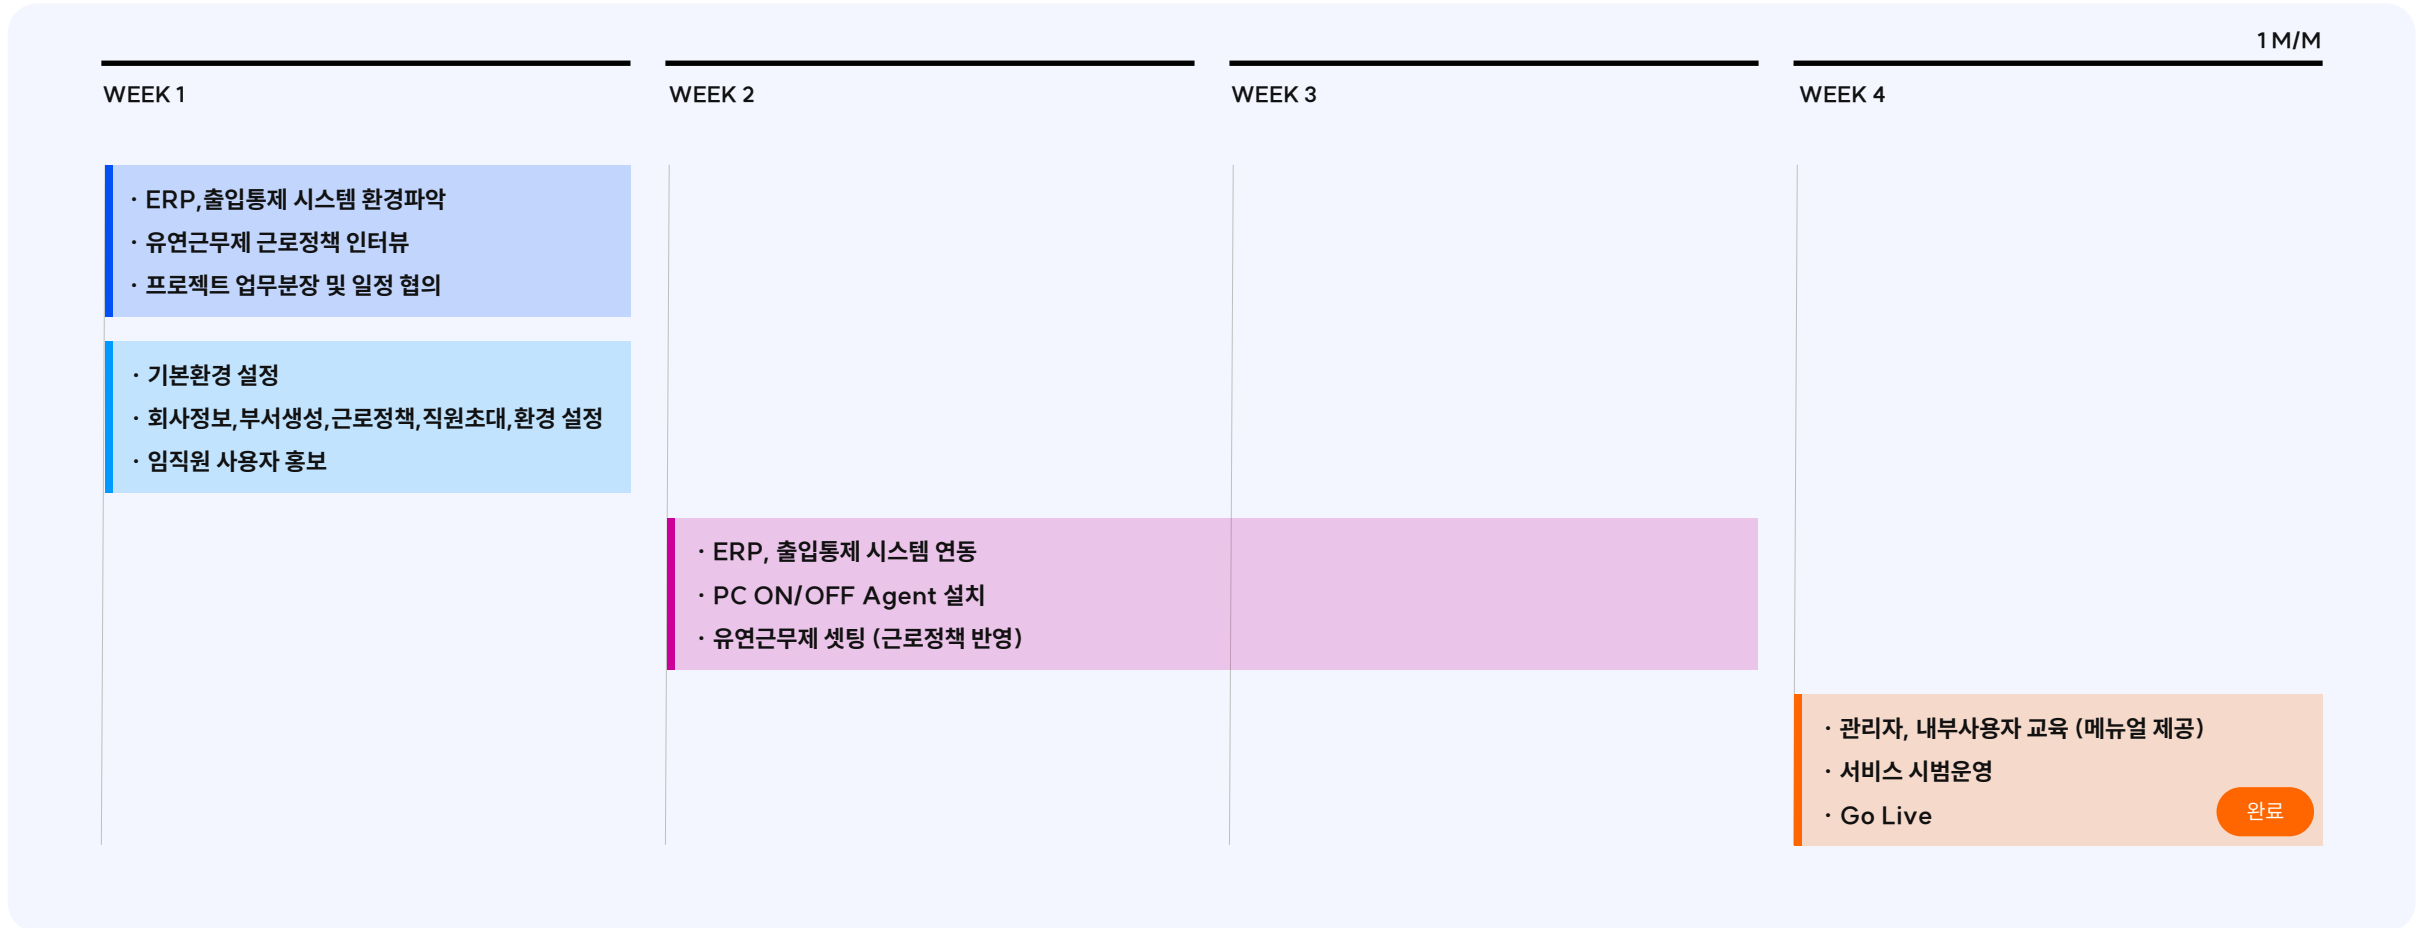 1 M/M
WEEK 1
WEEK 2
WEEK 3
WEEK 4
· ERP,출입통제 시스템 환경파악
· 유연근무제 근로정책 인터뷰
· 프로젝트 업무분장 및 일정 협의
· 기본환경 설정
· 회사정보,부서생성,근로정책,직원초대,환경 설정
· 임직원 사용자 홍보
· ERP, 출입통제 시스템 연동
· PC ON/OFF Agent 설치
· 유연근무제 셋팅 (근로정책 반영)
· 관리자, 내부사용자 교육 (메뉴얼 제공)
· 서비스 시범운영
· Go Live
완료